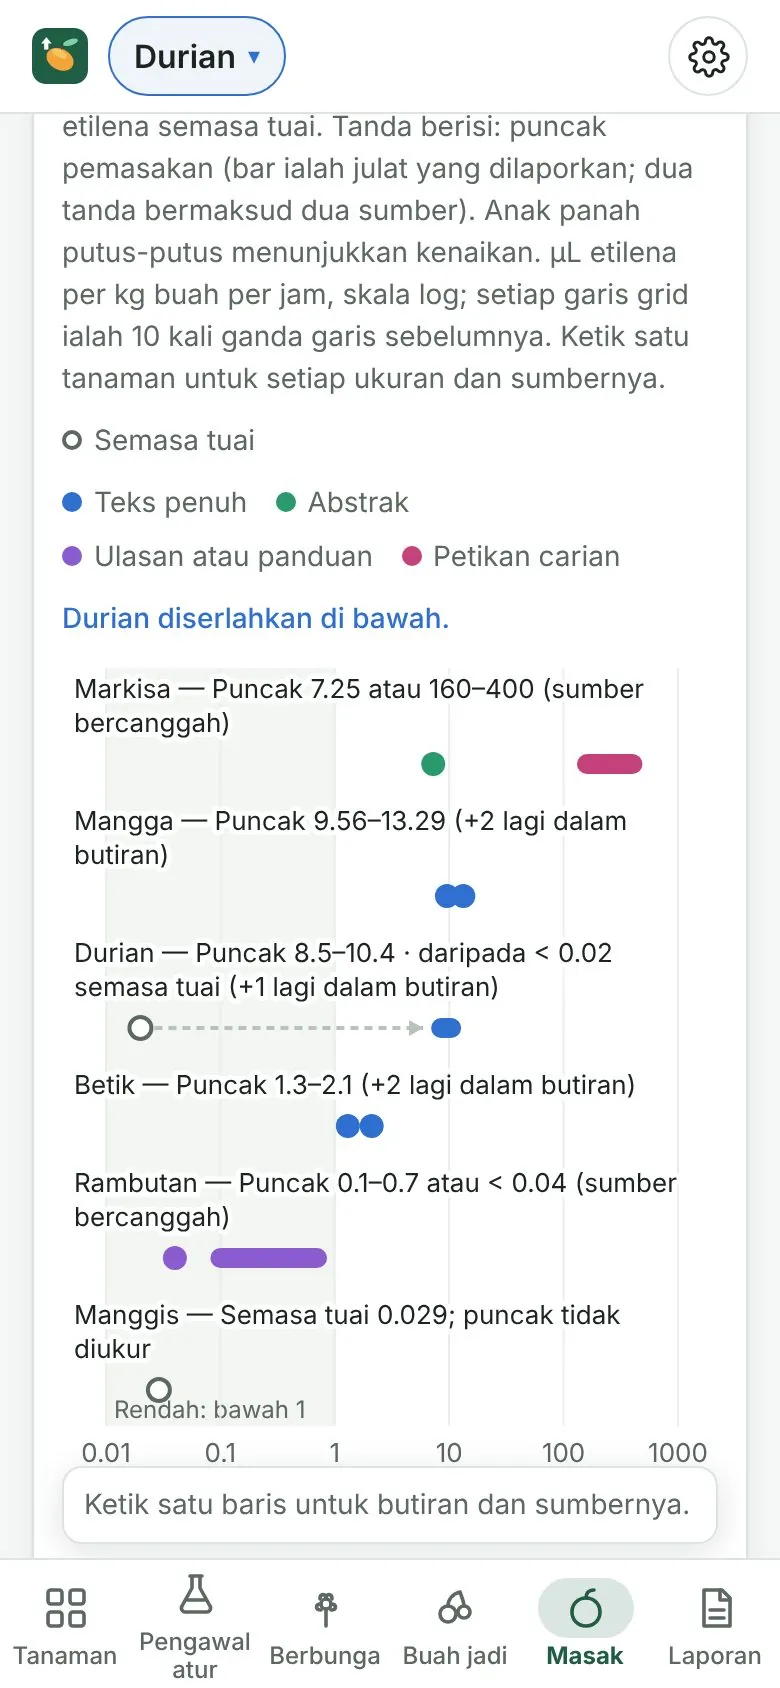 Durian ▾
etilena semasa tuai. Tanda berisi: puncak
pemasakan (bar ialah julat yang dilaporkan; dua
tanda bermaksud dua sumber). Anak panah
putus-putus menunjukkan kenaikan. µL etilena
per kg buah per jam, skala log; setiap garis grid
ialah 10 kali ganda garis sebelumnya. Ketik satu
tanaman untuk setiap ukuran dan sumbernya.
Semasa tuai
Teks penuh Abstrak
Ulasan atau panduan Petikan carian
Durian diserlahkan di bawah.
Markisa — Puncak 7.25 atau 160–400 (sumber
bercanggah)
Mangga — Puncak 9.56–13.29 (+2 lagi dalam
butiran)
Durian — Puncak 8.5–10.4 · daripada < 0.02
semasa tuai (+1 lagi dalam butiran)
Betik — Puncak 1.3–2.1 (+2 lagi dalam butiran)
Rambutan — Puncak 0.1–0.7 atau < 0.04 (sumber
bercanggah)
Manggis — Semasa tuai 0.029; puncak tidak
diukur
Rendah: bawah 1
0.01 0.1 1 10 100 1000
Ketik satu baris untuk butiran dan sumbernya.
Tanaman
Pengawal
atur
Berbunga
Buah jadi
Masak
Laporan